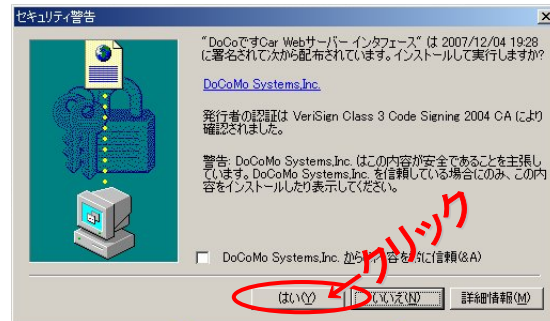 セキュリティ警告
"DoCoですCar Webサーバー インタフェース" は 2007/12/04 19:28
に署名されて次から配布されています。インストールして実行しますか?
DoCoMo Systems,Inc.
発行者の認証は VeriSign Class 3 Code Signing 2004 CA により
確認されました。
警告: DoCoMo Systems,Inc. はこの内容が安全であることを主張し
ています。DoCoMo Systems,Inc. を信頼している場合にのみ、この内
容をインストールしたり表示してください。
クリック
DoCoMo Systems,Inc. から 容を常に信頼(&A)
はい(Y)
いいえ(N)
詳細情報(M)